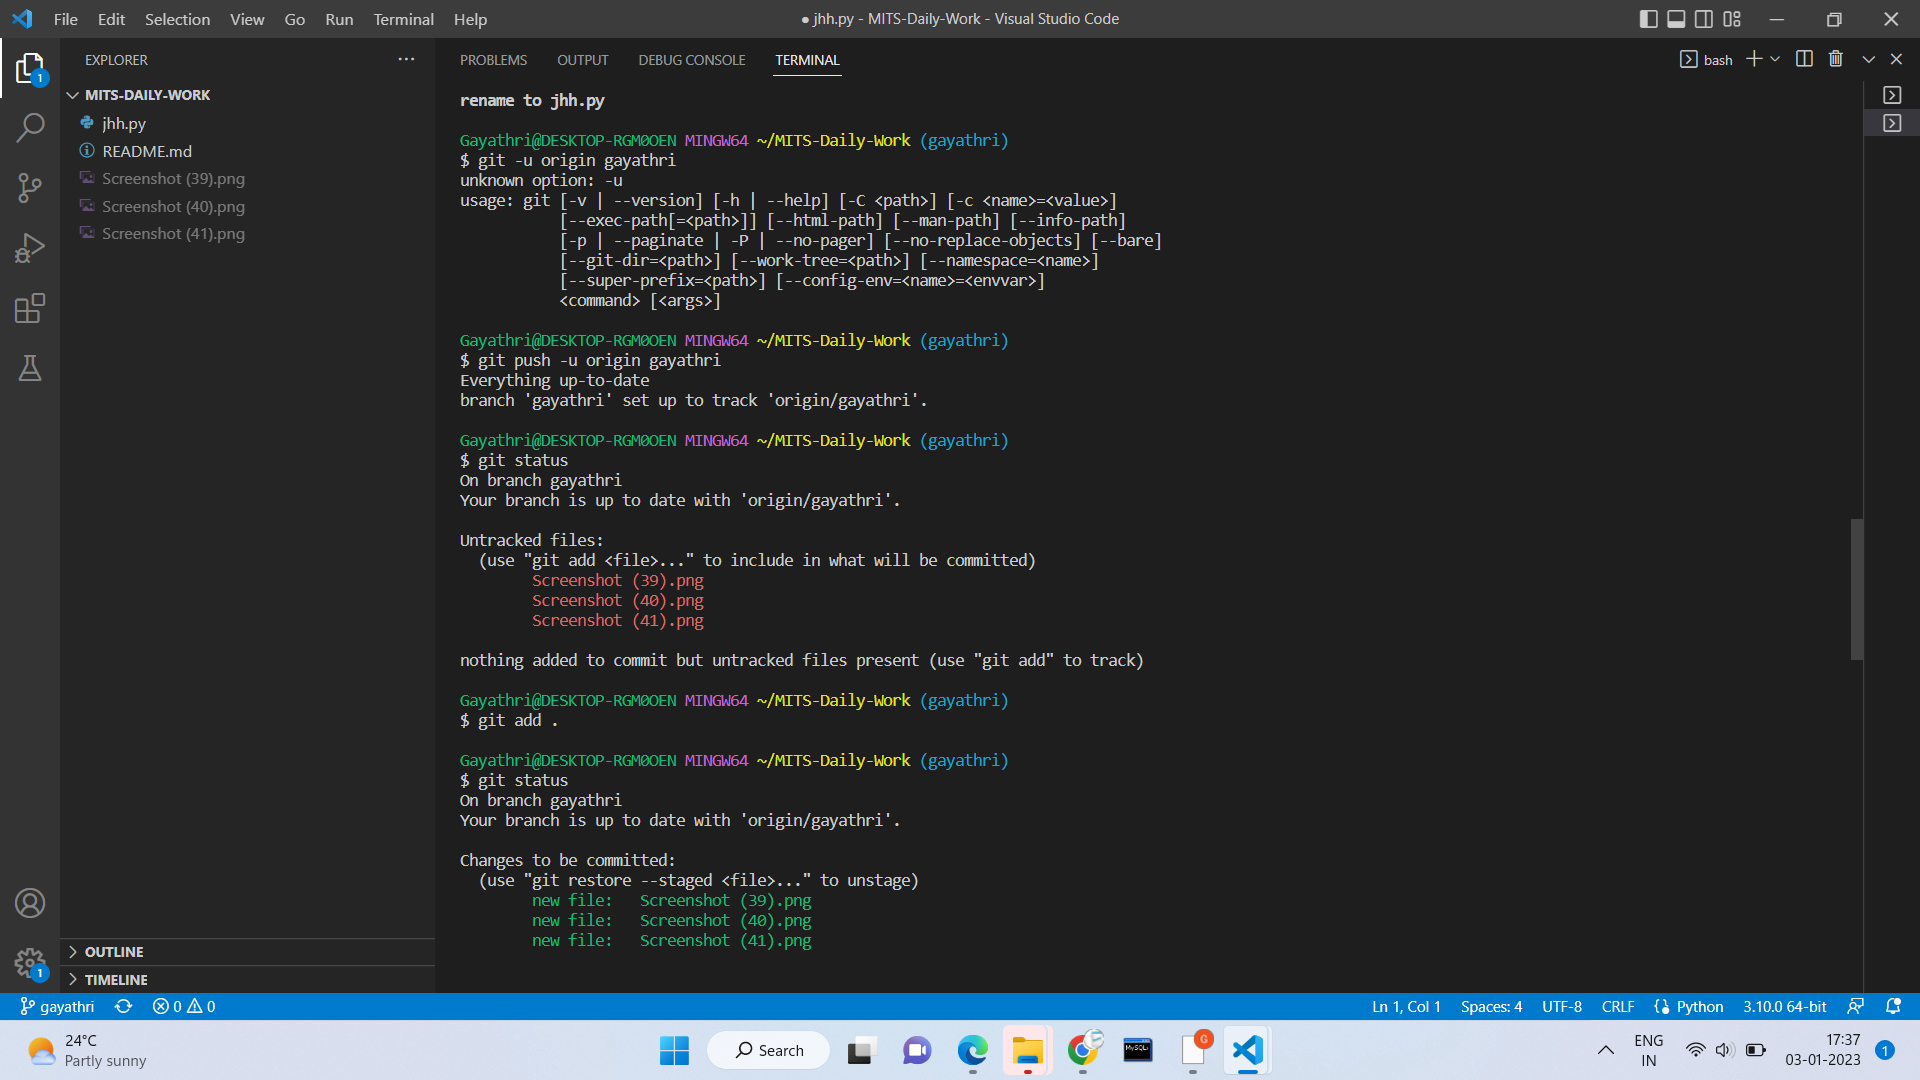 File Edit Selection View Go Run Terminal Help
● jhh.py - MITS-Daily-Work - Visual Studio Code
EXPLORER
MITS-DAILY-WORK
jhh.py
README.md
Screenshot (39).png
Screenshot (40).png
Screenshot (41).png
OUTLINE
TIMELINE
PROBLEMS OUTPUT DEBUG CONSOLE TERMINAL
bash
rename to jhh.py
Gayathri@DESKTOP-RGM0OEN MINGW64 ~/MITS-Daily-Work (gayathri)
$ git -u origin gayathri
unknown option: -u
usage: git [-v | --version] [-h | --help] [-C <path>] [-c <name>=<value>]
[--exec-path[=<path>]] [--html-path] [--man-path] [--info-path]
[-p | --paginate | -P | --no-pager] [--no-replace-objects] [--bare]
[--git-dir=<path>] [--work-tree=<path>] [--namespace=<name>]
[--super-prefix=<path>] [--config-env=<name>=<envvar>]
<command> [<args>]
Gayathri@DESKTOP-RGM0OEN MINGW64 ~/MITS-Daily-Work (gayathri)
$ git push -u origin gayathri
Everything up-to-date
branch 'gayathri' set up to track 'origin/gayathri'.
Gayathri@DESKTOP-RGM0OEN MINGW64 ~/MITS-Daily-Work (gayathri)
$ git status
On branch gayathri
Your branch is up to date with 'origin/gayathri'.
Untracked files:
(use "git add <file>..." to include in what will be committed)
Screenshot (39).png
Screenshot (40).png
Screenshot (41).png
nothing added to commit but untracked files present (use "git add" to track)
Gayathri@DESKTOP-RGM0OEN MINGW64 ~/MITS-Daily-Work (gayathri)
$ git add .
Gayathri@DESKTOP-RGM0OEN MINGW64 ~/MITS-Daily-Work (gayathri)
$ git status
On branch gayathri
Your branch is up to date with 'origin/gayathri'.
Changes to be committed:
(use "git restore --staged <file>..." to unstage)
new file: Screenshot (39).png
new file: Screenshot (40).png
new file: Screenshot (41).png
1
1
gayathri 0 0
Ln 1, Col 1 Spaces: 4 UTF-8 CRLF Python 3.10.0 64-bit
24°C
Partly sunny
Search
MySQL
G
ENG
IN
17:37
03-01-2023
1